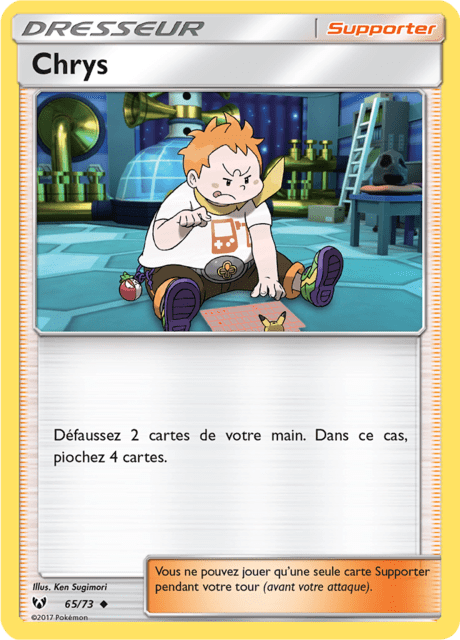 DRESSEUR Supporter
Chrys
Défaussez 2 cartes de votre main. Dans ce cas,
piochez 4 cartes.
Vous ne pouvez jouer qu'une seule carte Supporter
pendant votre tour (avant votre attaque).
Illus. Ken Sugimori
65/73
©2017 Pokémon